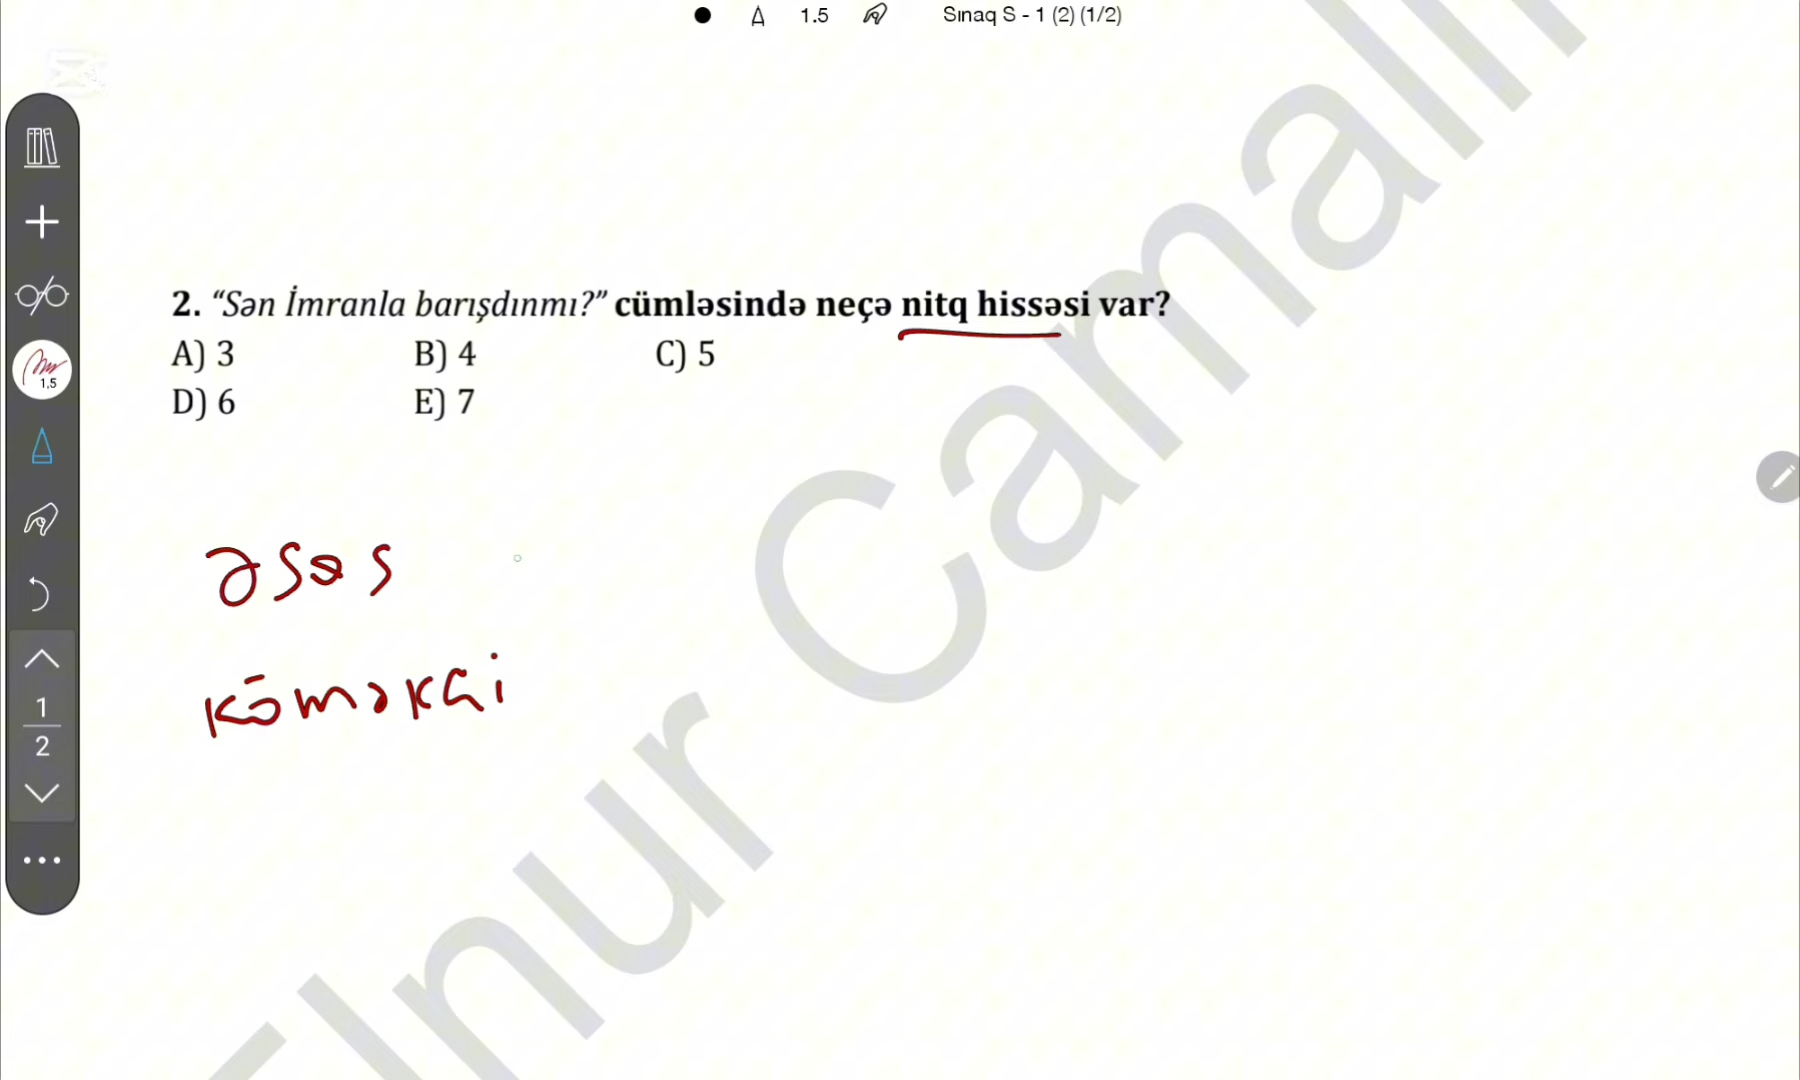 1.5 Sınaq S - 1 (2) (1/2)
2. “Sən İmranla barışdınmı?” cümləsində neçə nitq hissəsi var?
A) 3 B) 4 C) 5
D) 6 E) 7
1,5
əsas
köməkçi
1
2
Elnur Camalli